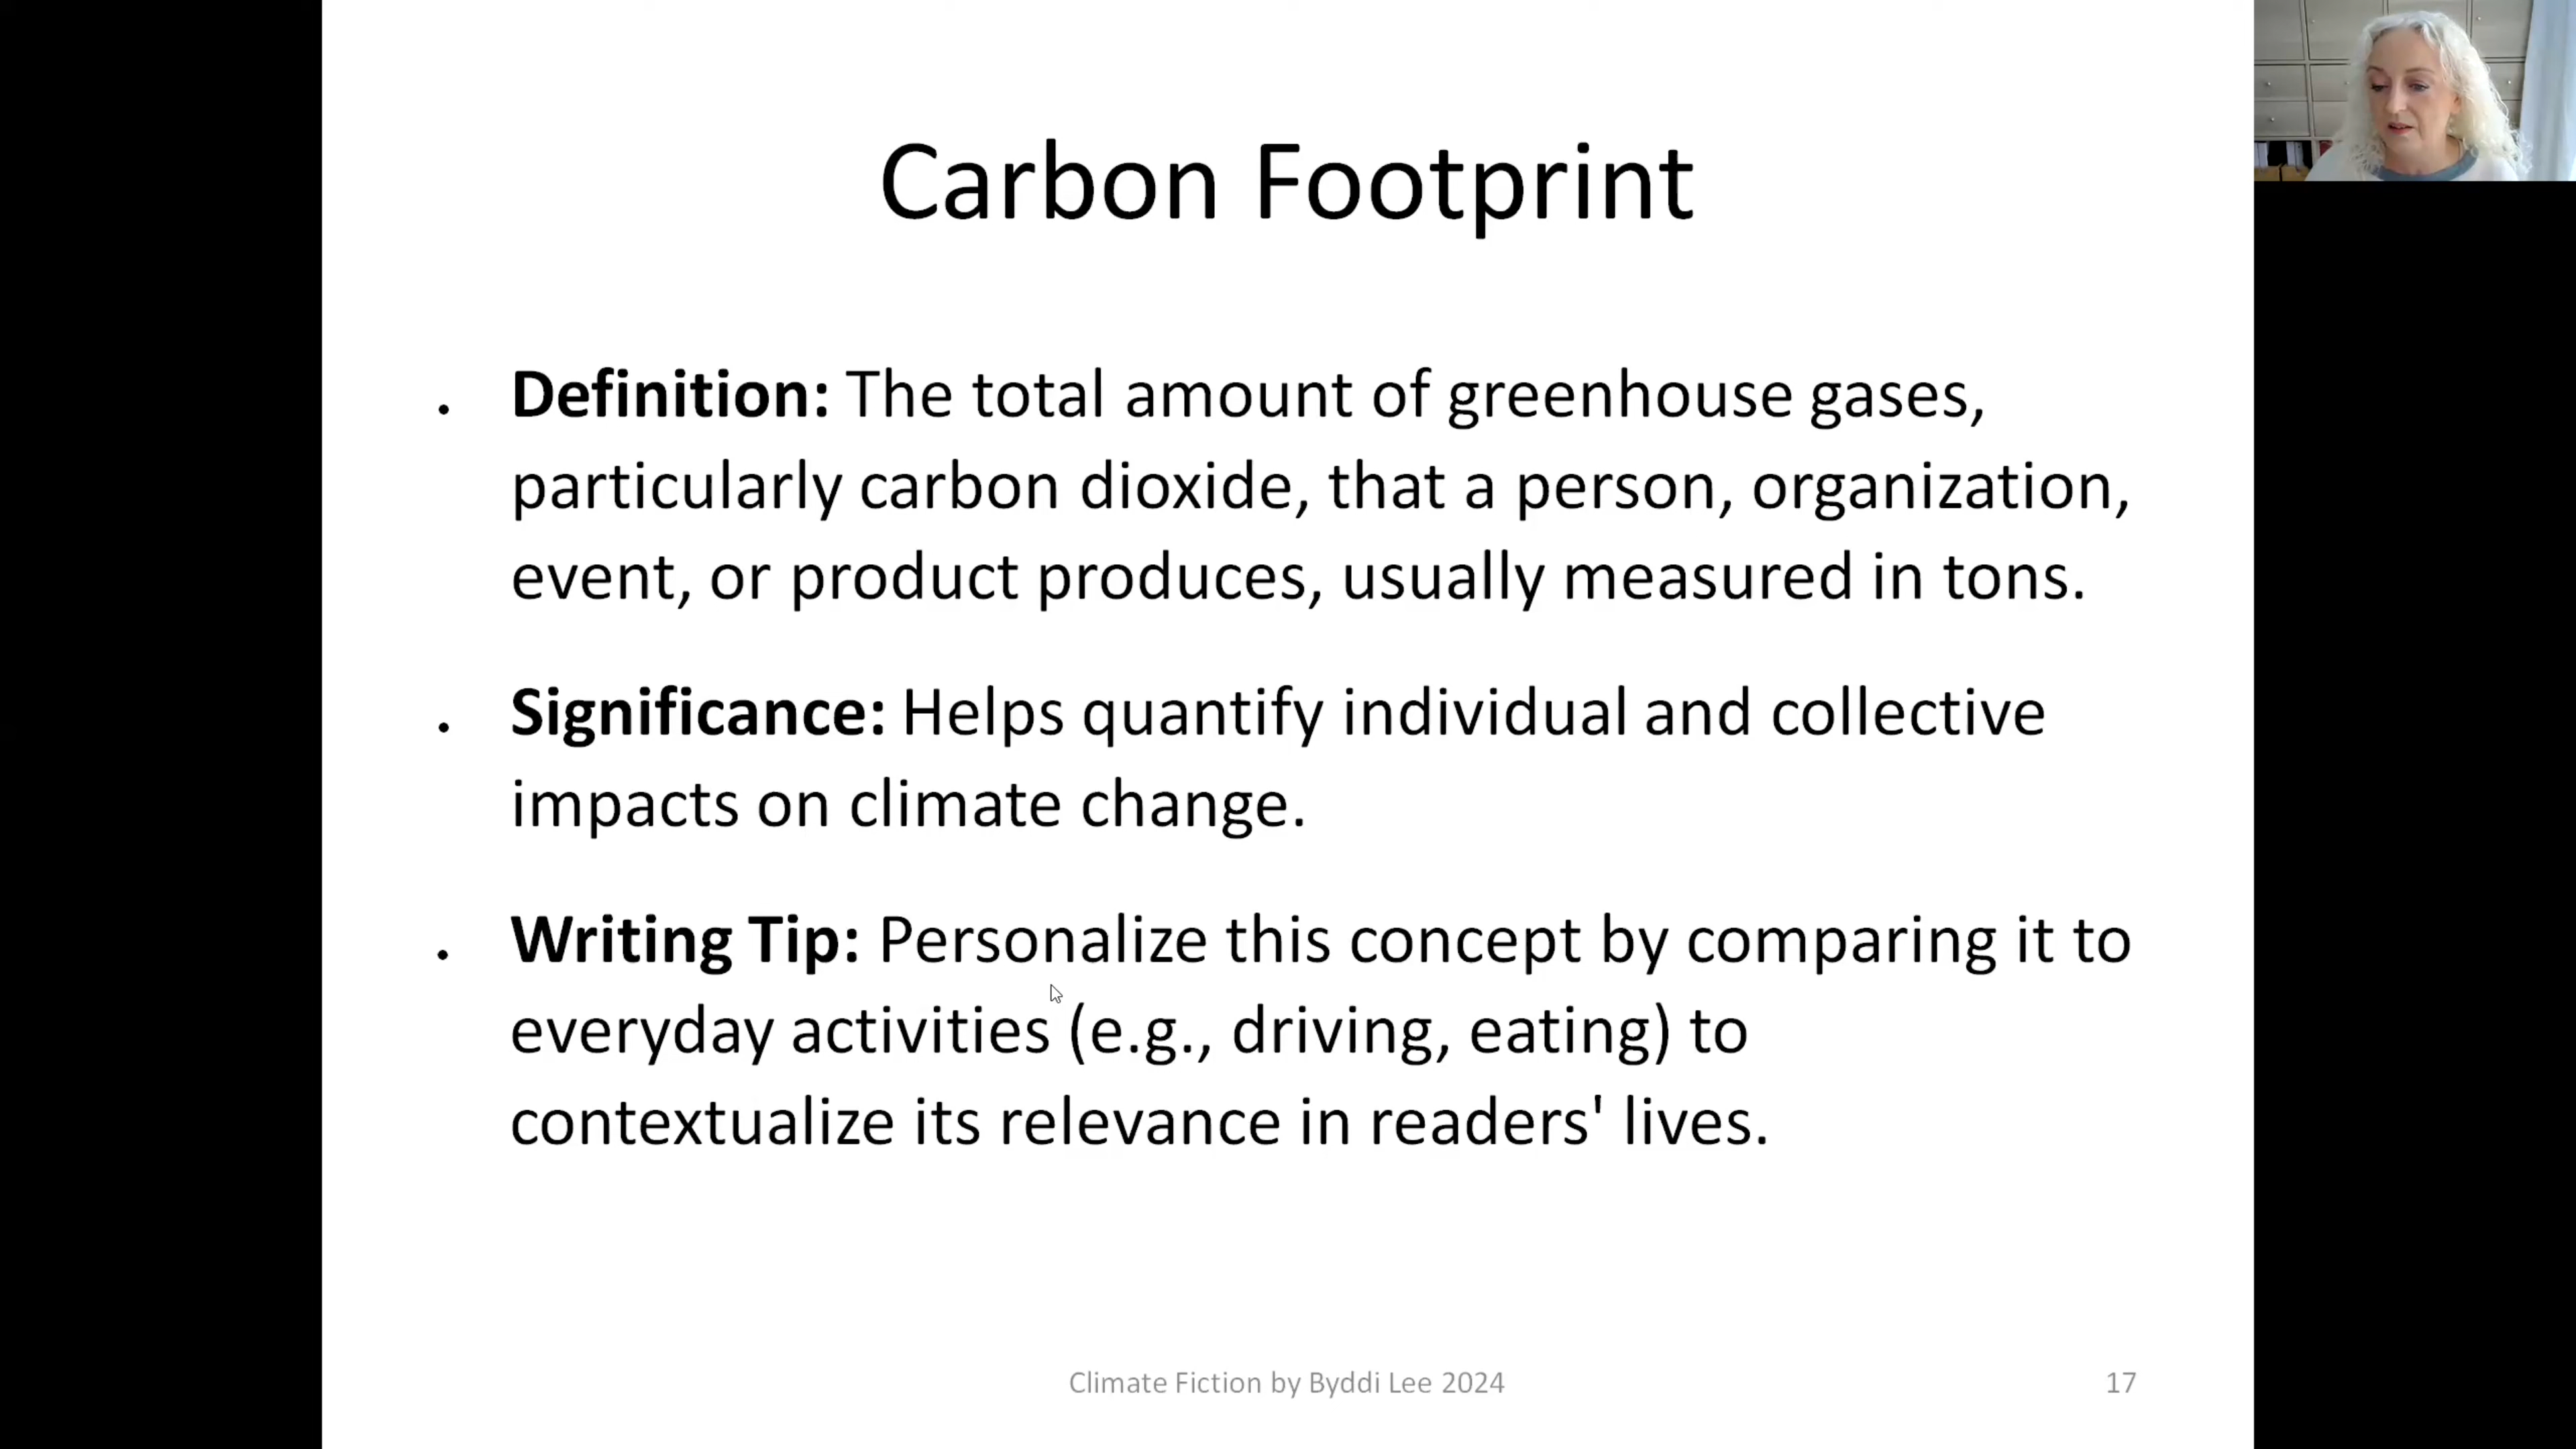 Carbon Footprint
• Definition: The total amount of greenhouse gases,
particularly carbon dioxide, that a person, organization,
event, or product produces, usually measured in tons.
• Significance: Helps quantify individual and collective
impacts on climate change.
• Writing Tip: Personalize this concept by comparing it to
everyday activities (e.g., driving, eating) to
contextualize its relevance in readers' lives.
Climate Fiction by Byddi Lee 2024
17